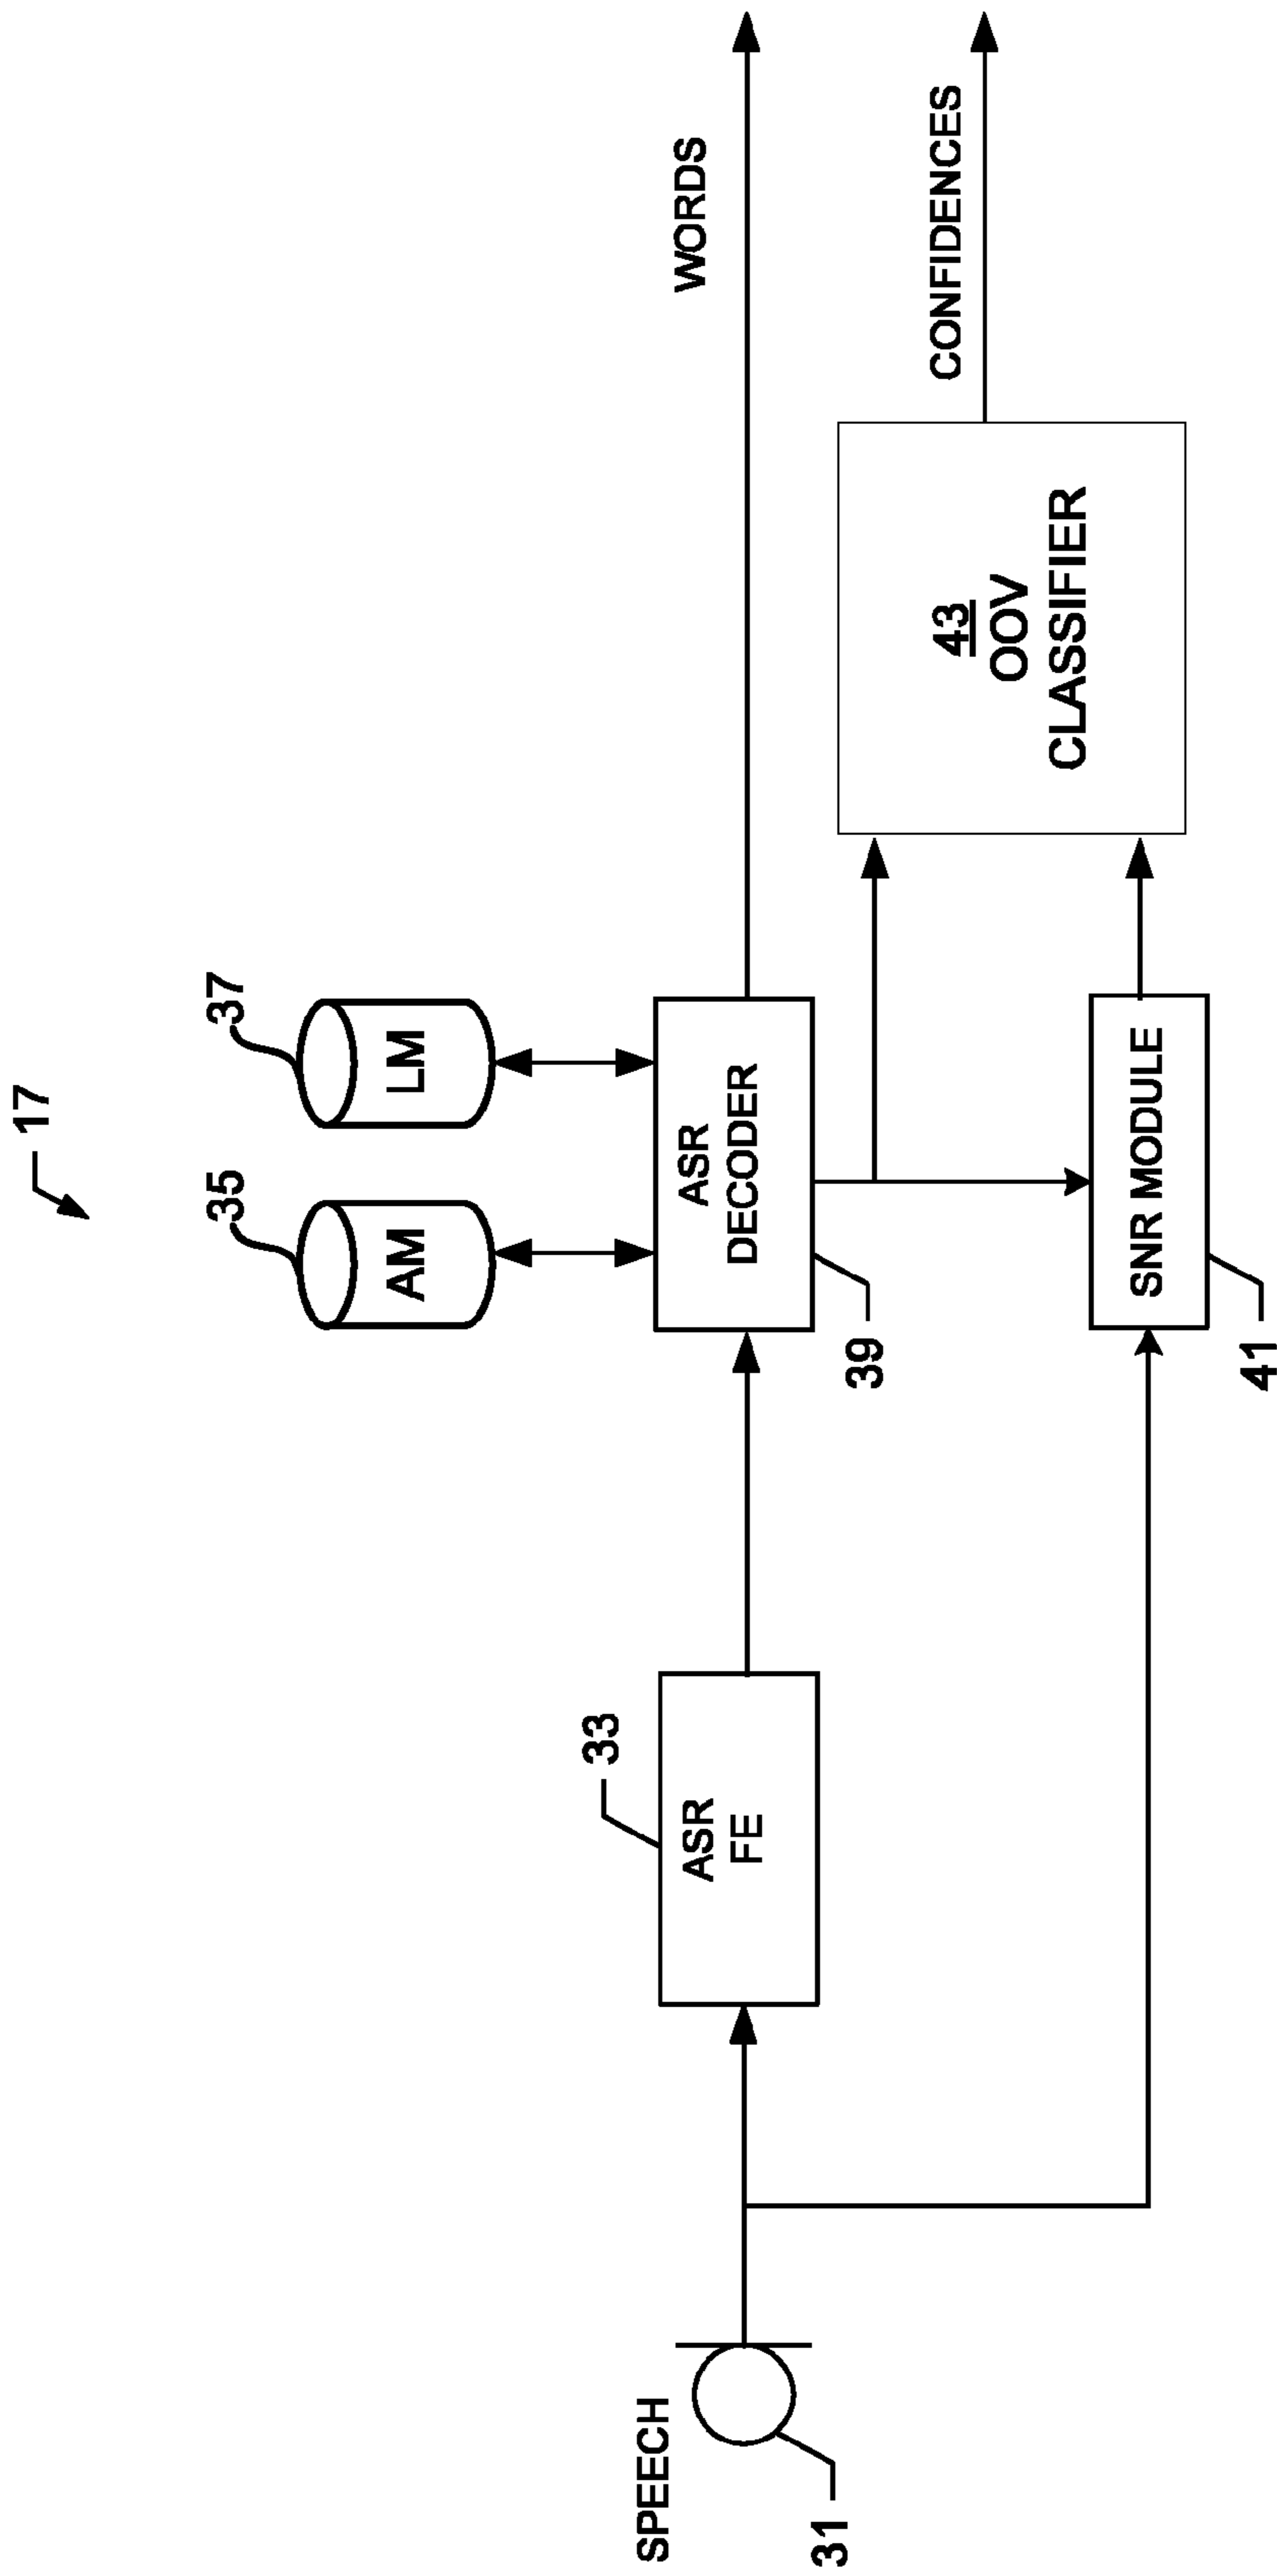 17
35
37
AM
LM
WORDS
SPEECH
31
33
ASR
FE
ASR
DECODER
39
43
OOV
CLASSIFIER
CONFIDENCES
SNR MODULE
41